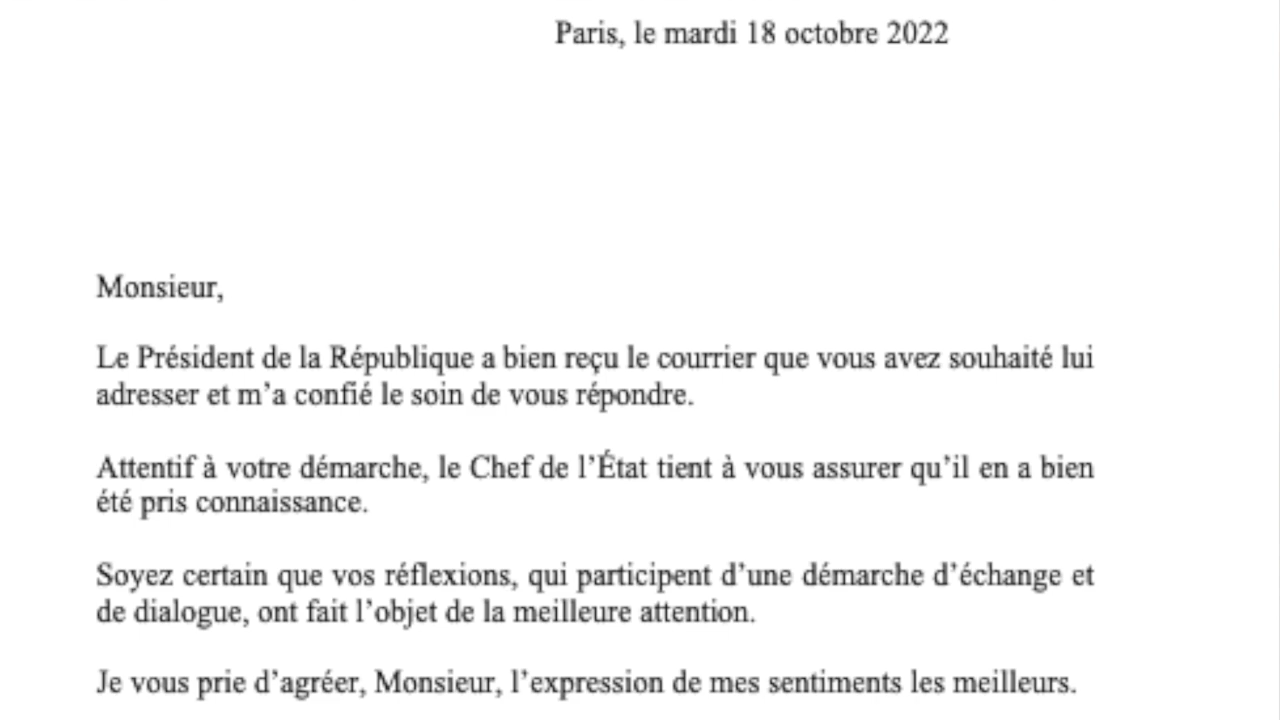 Paris, le mardi 18 octobre 2022
Monsieur,
Le Président de la République a bien reçu le courrier que vous avez souhaité lui
adresser et m’a confié le soin de vous répondre.
Attentif à votre démarche, le Chef de l’État tient à vous assurer qu’il en a bien
été pris connaissance.
Soyez certain que vos réflexions, qui participent d’une démarche d’échange et
de dialogue, ont fait l’objet de la meilleure attention.
Je vous prie d’agréer, Monsieur, l’expression de mes sentiments les meilleurs.